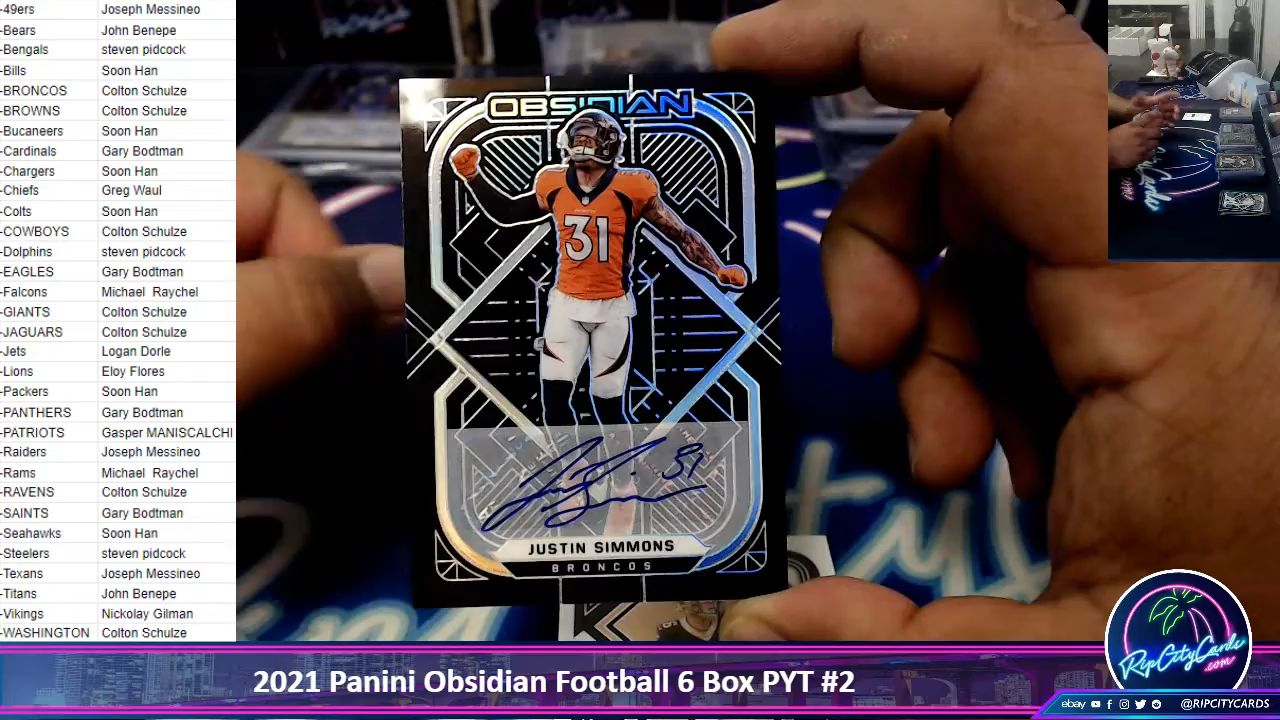 -49ers Joseph Messineo
-Bears John Benepe
-Bengals steven pidcock
-Bills Soon Han
-BRONCOS Colton Schulze
-BROWNS Colton Schulze
-Bucaneers Soon Han
-Cardinals Gary Bodtman
-Chargers Soon Han
-Chiefs Greg Waul
-Colts Soon Han
-COWBOYS Colton Schulze
-Dolphins steven pidcock
-EAGLES Gary Bodtman
-Falcons Michael Raychel
-GIANTS Colton Schulze
-JAGUARS Colton Schulze
-Jets Logan Dorle
-Lions Eloy Flores
-Packers Soon Han
-PANTHERS Gary Bodtman
-PATRIOTS Gasper MANISCALCHI
-Raiders Joseph Messineo
-Rams Michael Raychel
-RAVENS Colton Schulze
-SAINTS Gary Bodtman
-Seahawks Soon Han
-Steelers steven pidcock
-Texans Joseph Messineo
-Titans John Benepe
-Vikings Nickolay Gilman
-WASHINGTON Colton Schulze
OBSIDIAN
31
31
JUSTIN SIMMONS
BRONCOS
2021 Panini Obsidian Football 6 Box PYT #2
RipCityCards
.com
ebay @RIPCITYCARDS